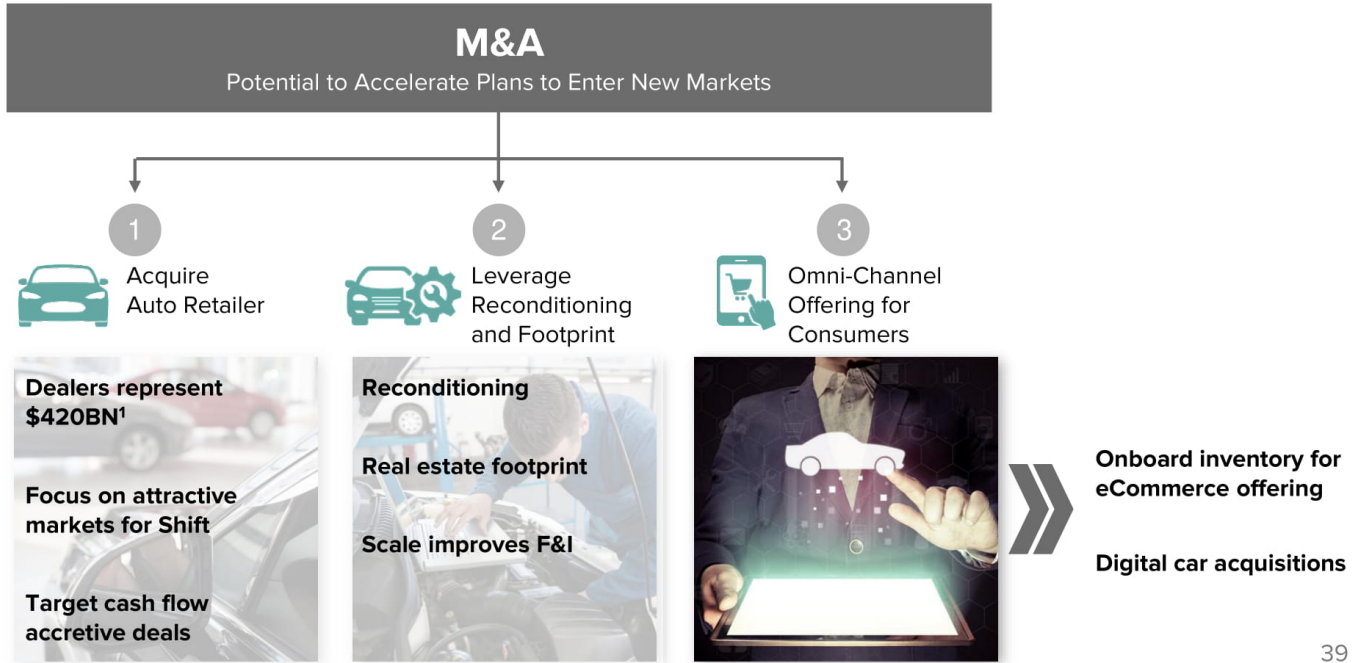 M&A
Potential to Accelerate Plans to Enter New Markets
1
Acquire
Auto Retailer
Dealers represent
$420BN¹
Focus on attractive
markets for Shift
Target cash flow
accretive deals
2
Leverage
Reconditioning
and Footprint
Reconditioning
Real estate footprint
Scale improves F&I
3
Omni-Channel
Offering for
Consumers
Onboard inventory for
eCommerce offering
Digital car acquisitions
39